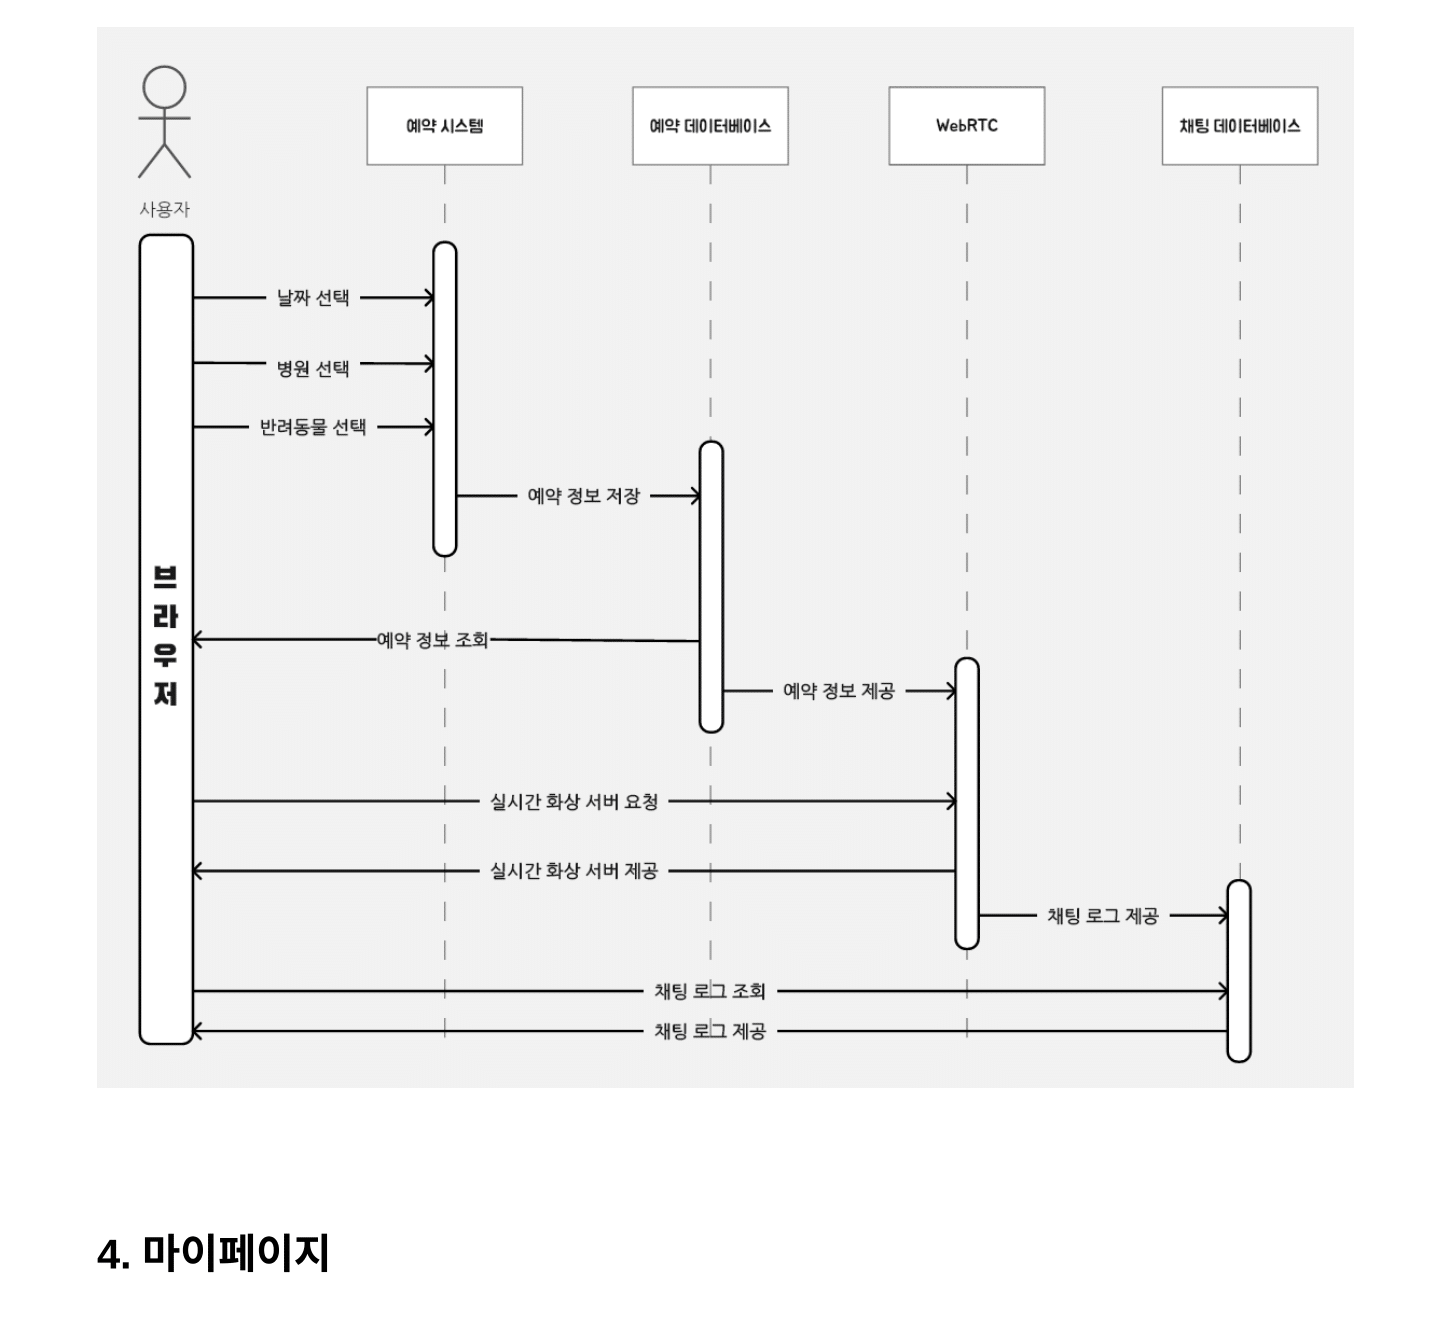 예약 시스템
예약 데이터베이스
WebRTC
채팅 데이터베이스
사용자
날짜 선택
병원 선택
반려동물 선택
예약 정보 저장
브라우저
예약 정보 조회
예약 정보 제공
실시간 화상 서버 요청
실시간 화상 서버 제공
채팅 로그 제공
채팅 로그 조회
채팅 로그 제공
4. 마이페이지